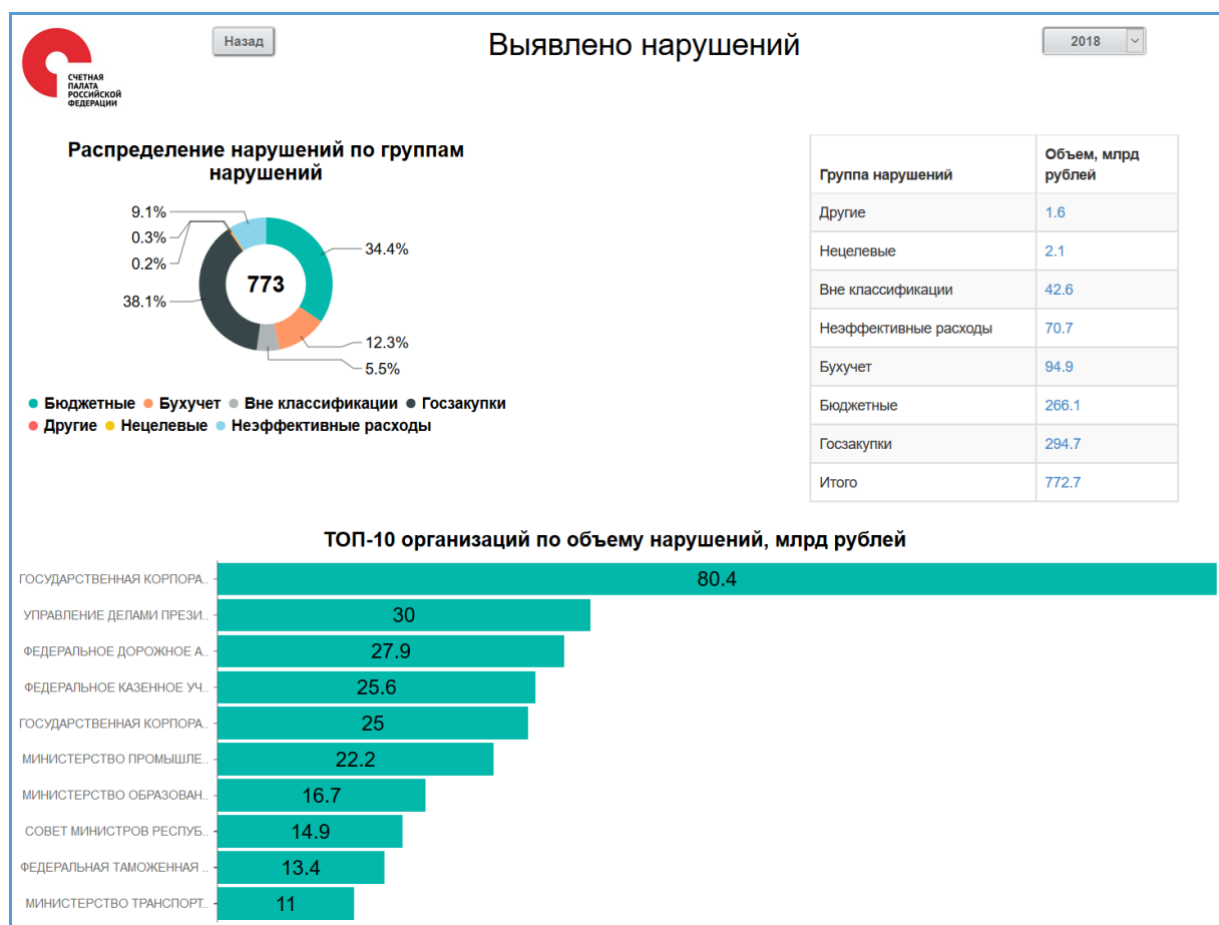 СЧЕТНАЯ
ПАЛАТА
РОССИЙСКОЙ
ФЕДЕРАЦИИ
Назад
Выявлено нарушений
2018
Распределение нарушений по группам
нарушений
9.1%
0.3%
0.2%
38.1%
773
34.4%
12.3%
5.5%
Бюджетные Бухучет Вне классификации Госзакупки
Другие Нецелевые Неэффективные расходы
Группа нарушений Объем, млрд
рублей
Другие 1.6
Нецелевые 2.1
Вне классификации 42.6
Неэффективные расходы 70.7
Бухучет 94.9
Бюджетные 266.1
Госзакупки 294.7
Итого 772.7
ТОП-10 организаций по объему нарушений, млрд рублей
ГОСУДАРСТВЕННАЯ КОРПОРА.. 80.4
УПРАВЛЕНИЕ ДЕЛАМИ ПРЕЗИ.. 30
ФЕДЕРАЛЬНОЕ ДОРОЖНОЕ А.. 27.9
ФЕДЕРАЛЬНОЕ КАЗЕННОЕ УЧ.. 25.6
ГОСУДАРСТВЕННАЯ КОРПОРА.. 25
МИНИСТЕРСТВО ПРОМЫШЛЕ.. 22.2
МИНИСТЕРСТВО ОБРАЗОВАН.. 16.7
СОВЕТ МИНИСТРОВ РЕСПУБ.. 14.9
ФЕДЕРАЛЬНАЯ ТАМОЖЕННАЯ .. 13.4
МИНИСТЕРСТВО ТРАНСПОРТ.. 11